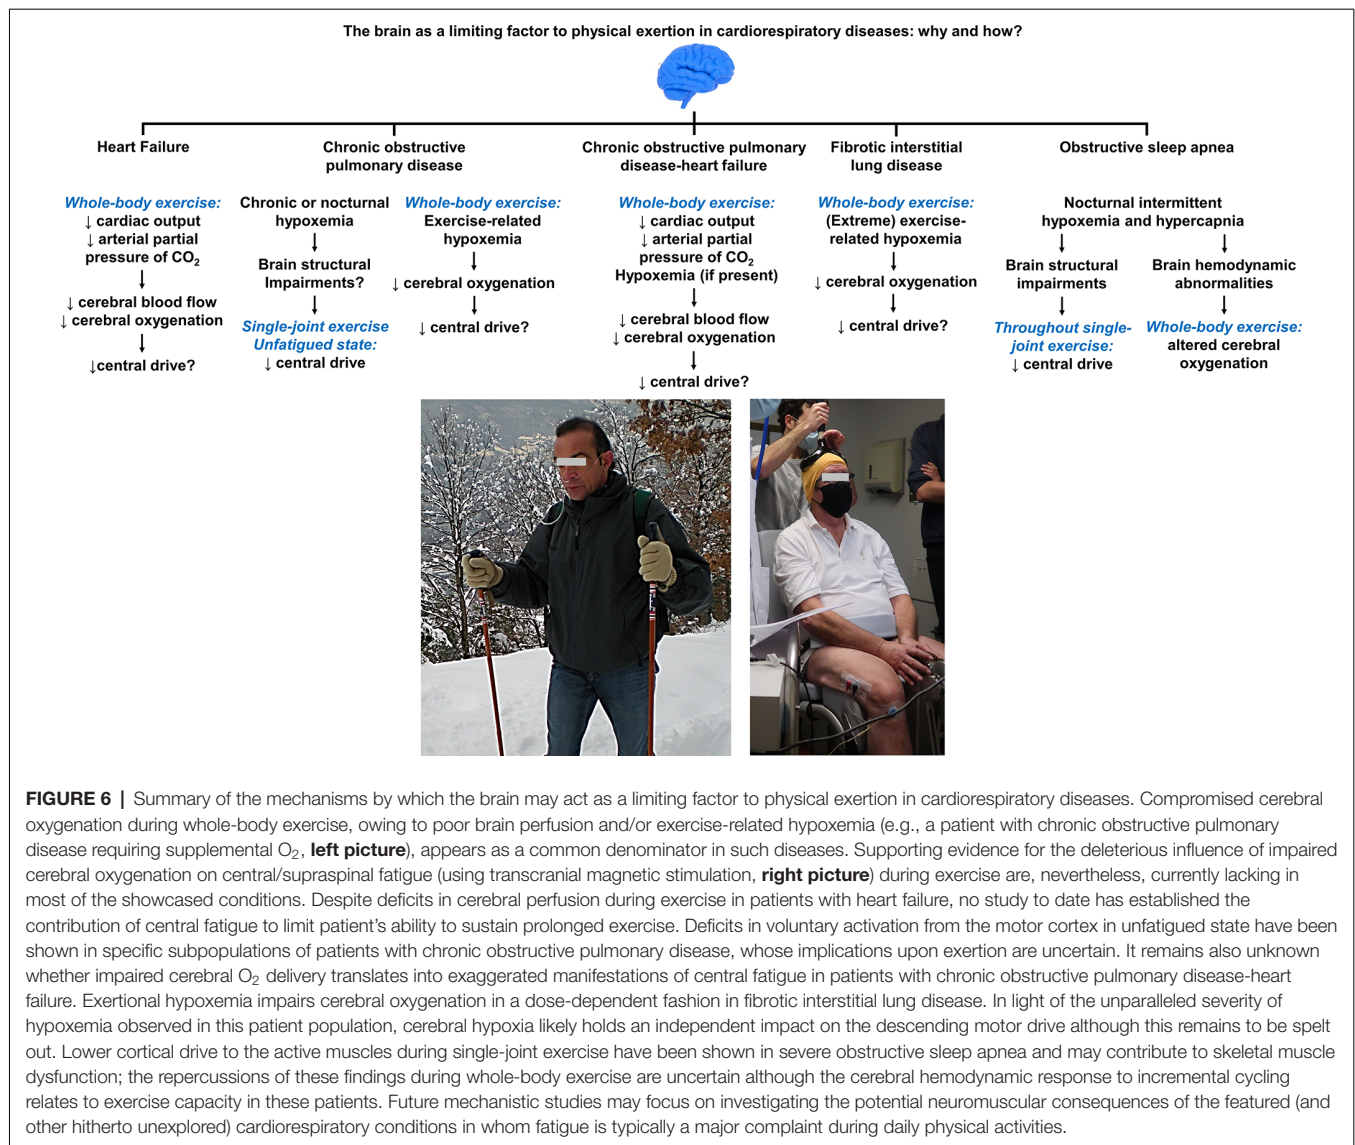 The brain as a limiting factor to physical exertion in cardiorespiratory diseases: why and how?
Heart Failure
Whole-body exercise:
↓ cardiac output
↓ arterial partial
pressure of CO2
↓ cerebral blood flow
↓ cerebral oxygenation
↓central drive?
Chronic obstructive
pulmonary disease
Chronic or nocturnal
hypoxemia
Brain structural
Impairments?
Single-joint exercise
Unfatigued state:
↓ central drive
Whole-body exercise:
Exercise-related
hypoxemia
↓ cerebral oxygenation
↓ central drive?
Chronic obstructive pulmonary
disease-heart failure
Whole-body exercise:
↓ cardiac output
↓ arterial partial
pressure of CO2
Hypoxemia (if present)
↓ cerebral blood flow
↓ cerebral oxygenation
↓ central drive?
Fibrotic interstitial
lung disease
Whole-body exercise:
(Extreme) exercise-
related hypoxemia
↓ cerebral oxygenation
↓ central drive?
Obstructive sleep apnea
Nocturnal intermittent
hypoxemia and hypercapnia
Brain structural
impairments
Throughout single-
joint exercise:
↓ central drive
Brain hemodynamic
abnormalities
Whole-body exercise:
altered cerebral
oxygenation
FIGURE 6 | Summary of the mechanisms by which the brain may act as a limiting factor to physical exertion in cardiorespiratory diseases. Compromised cerebral
oxygenation during whole-body exercise, owing to poor brain perfusion and/or exercise-related hypoxemia (e.g., a patient with chronic obstructive pulmonary
disease requiring supplemental O2, left picture), appears as a common denominator in such diseases. Supporting evidence for the deleterious influence of impaired
cerebral oxygenation on central/supraspinal fatigue (using transcranial magnetic stimulation, right picture) during exercise are, nevertheless, currently lacking in
most of the showcased conditions. Despite deficits in cerebral perfusion during exercise in patients with heart failure, no study to date has established the
contribution of central fatigue to limit patient's ability to sustain prolonged exercise. Deficits in voluntary activation from the motor cortex in unfatigued state have been
shown in specific subpopulations of patients with chronic obstructive pulmonary disease, whose implications upon exertion are uncertain. It remains also unknown
whether impaired cerebral O2 delivery translates into exaggerated manifestations of central fatigue in patients with chronic obstructive pulmonary disease-heart
failure. Exertional hypoxemia impairs cerebral oxygenation in a dose-dependent fashion in fibrotic interstitial lung disease. In light of the unparalleled severity of
hypoxemia observed in this patient population, cerebral hypoxia likely holds an independent impact on the descending motor drive although this remains to be spelt
out. Lower cortical drive to the active muscles during single-joint exercise have been shown in severe obstructive sleep apnea and may contribute to skeletal muscle
dysfunction; the repercussions of these findings during whole-body exercise are uncertain although the cerebral hemodynamic response to incremental cycling
relates to exercise capacity in these patients. Future mechanistic studies may focus on investigating the potential neuromuscular consequences of the featured (and
other hitherto unexplored) cardiorespiratory conditions in whom fatigue is typically a major complaint during daily physical activities.